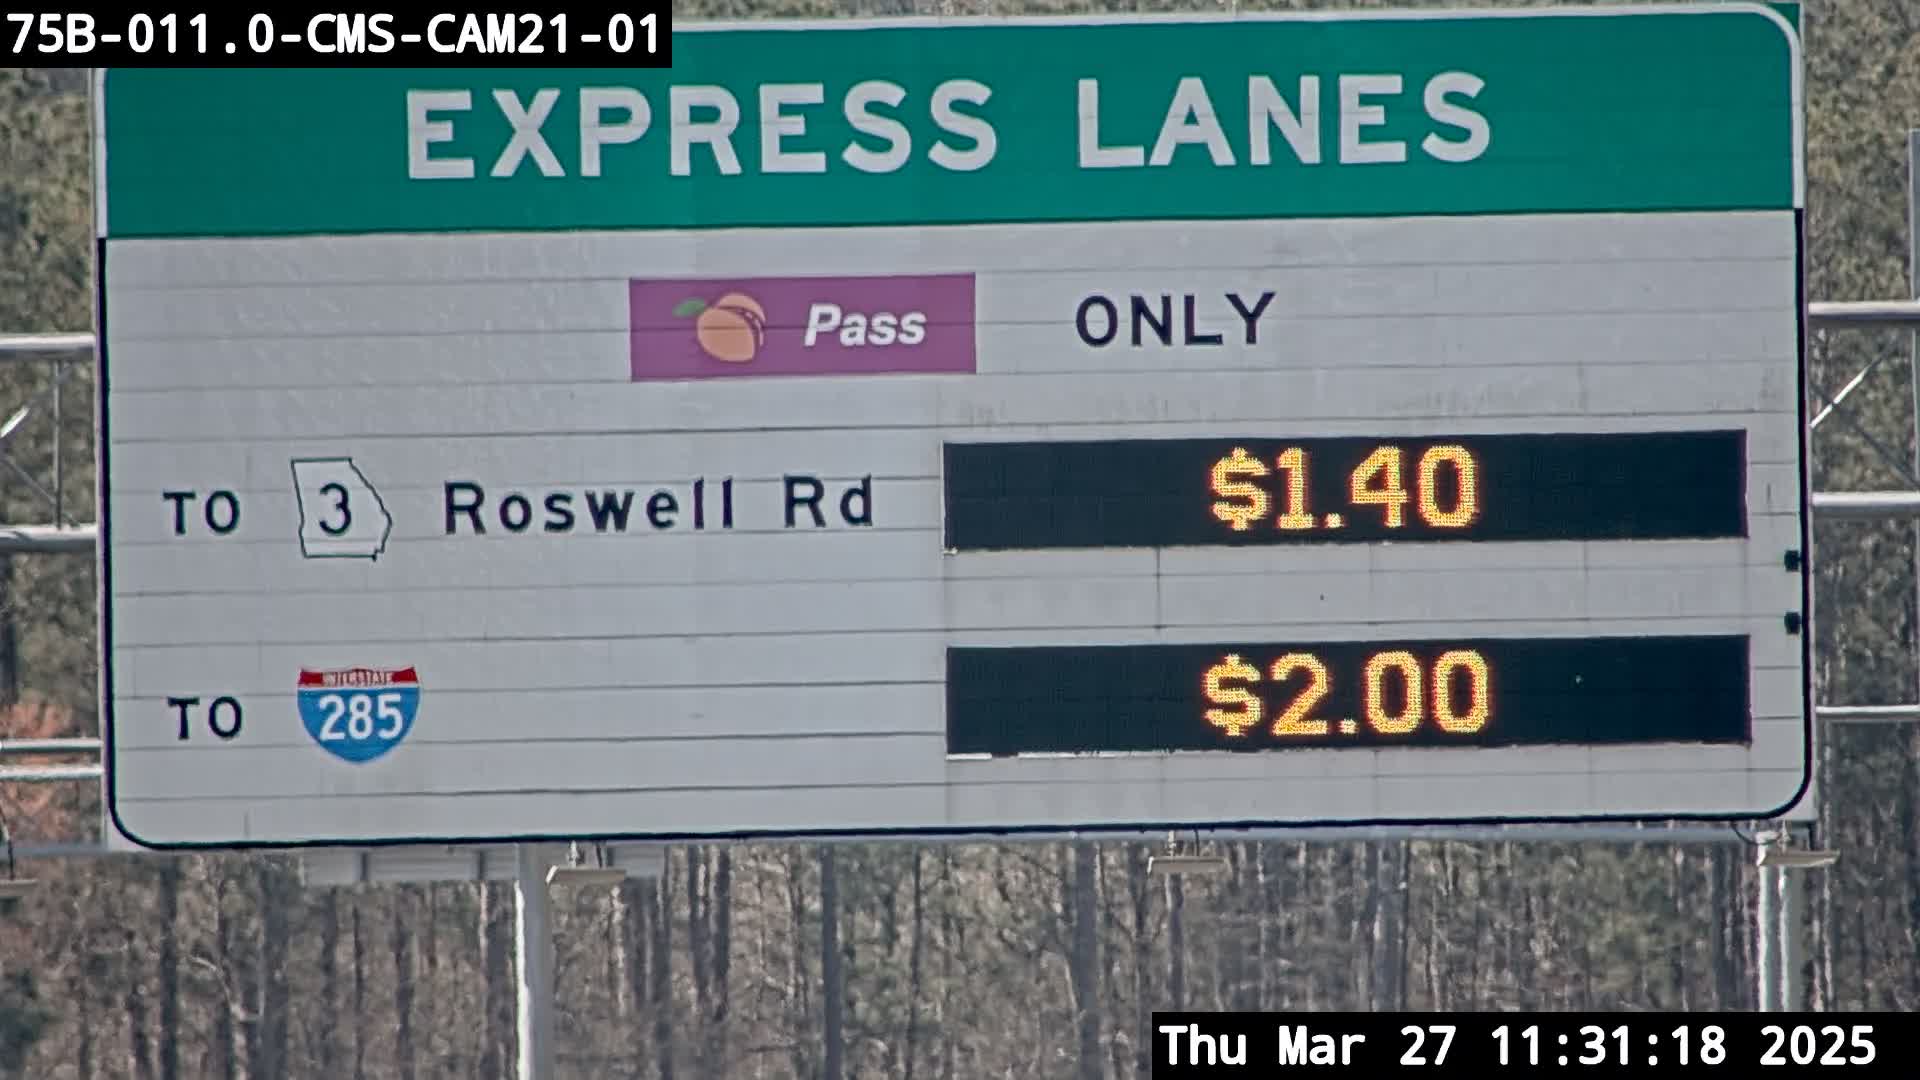 75B-011.0-CMS-CAM21-01
EXPRESS LANES
Pass ONLY
TO 3 Roswell Rd $1.40
TO INTERSTATE 285 $2.00
Thu Mar 27 11:31:18 2025